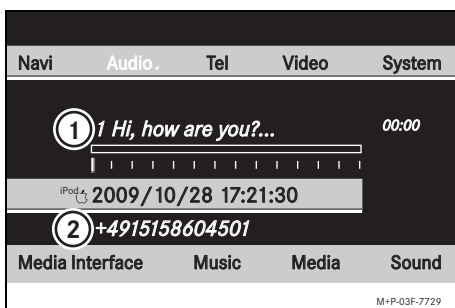 Navi Audio Tel Video System
1 1 Hi, how are you?... 00:00
iPod 2009/10/28 17:21:30
2 +4915158604501
Media Interface Music Media Sound
M+P-03F-7729